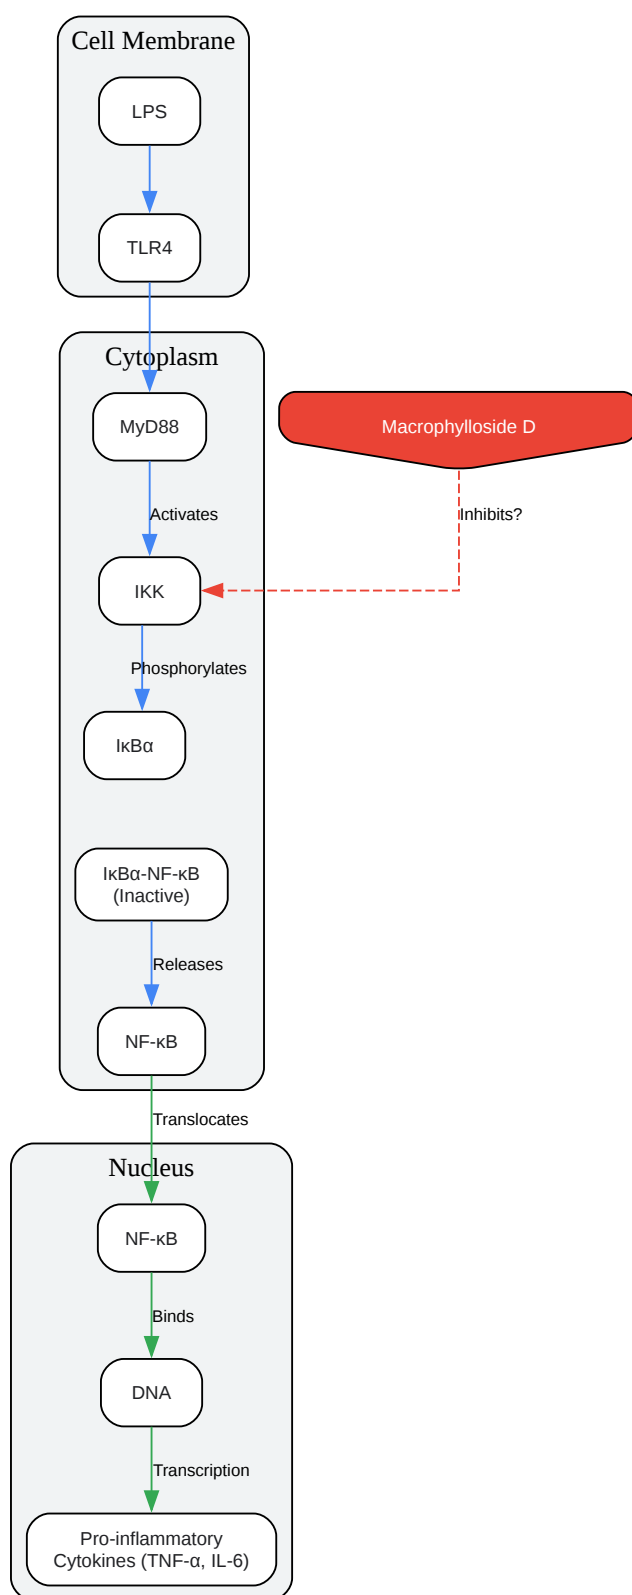 Cell Membrane
LPS
TLR4
Cytoplasm
MyD88
Macrophylloside D
Activates
Inhibits?
IKK
Phosphorylates
IκBα
IκBα-NF-κB
(Inactive)
Releases
NF-κB
Translocates
Nucleus
NF-κB
Binds
DNA
Transcription
Pro-inflammatory
Cytokines (TNF-α, IL-6)